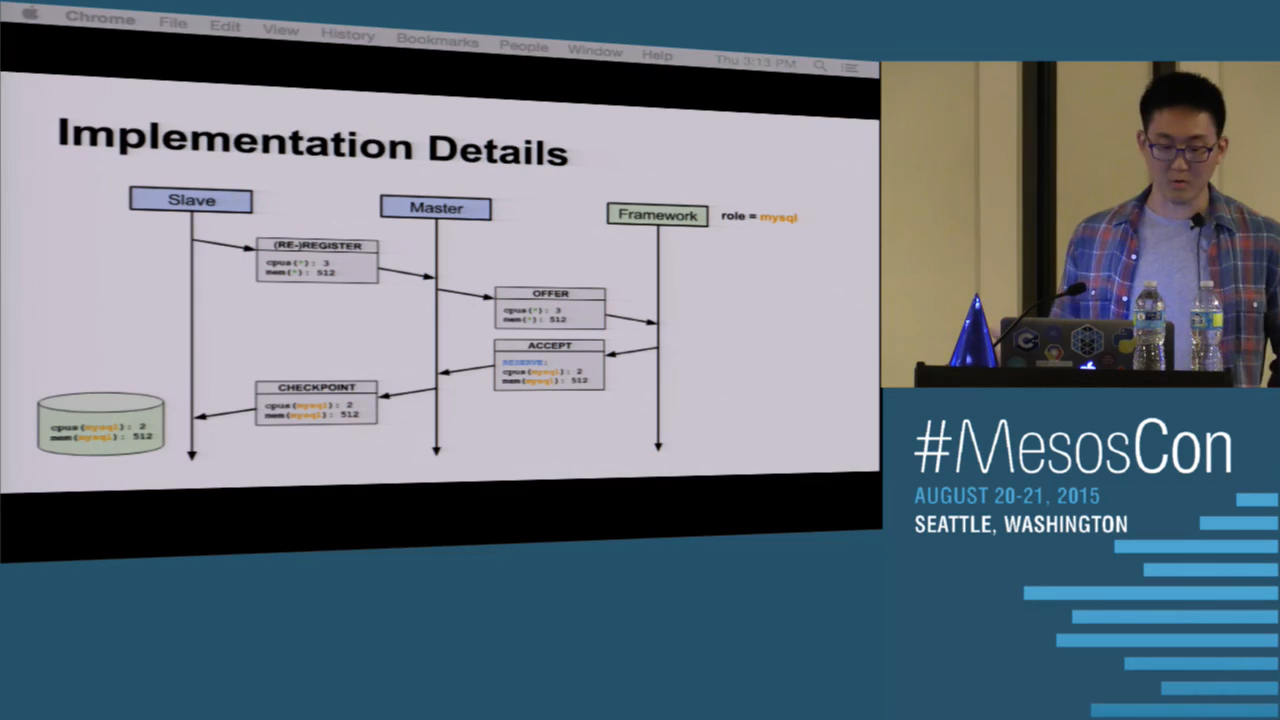 Chrome File Edit View History Bookmarks People Window Help Thu 3:13 PM
Implementation Details
Slave
Master
Framework
role = mysql
(RE-)REGISTER
cpus(*): 3
mem(*): 512
OFFER
cpus(*): 3
mem(*): 512
ACCEPT
RESERVE:
cpus(mysql): 2
mem(mysql): 512
CHECKPOINT
cpus(mysql): 2
mem(mysql): 512
cpus(mysql): 2
mem(mysql): 512
#MesosCon
AUGUST 20-21, 2015
SEATTLE, WASHINGTON